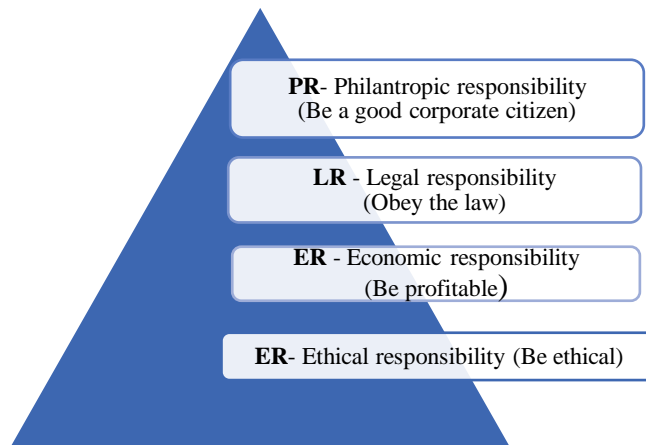 PR- Philantropic responsibility
(Be a good corporate citizen)
LR - Legal responsibility
(Obey the law)
ER - Economic responsibility
(Be profitable)
ER- Ethical responsibility (Be ethical)